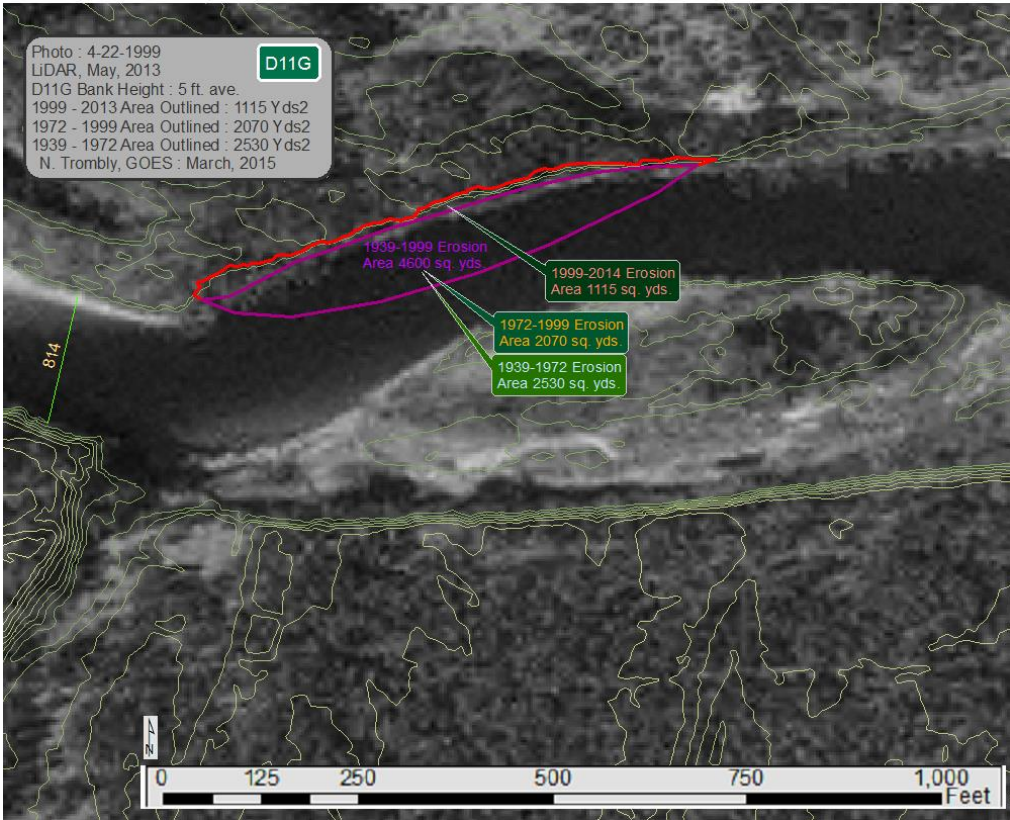 Photo : 4-22-1999
D11G
LiDAR, May, 2013
D11G Bank Height : 5 ft. ave.
1999 - 2013 Area Outlined : 1115 Yds2
1972 - 1999 Area Outlined : 2070 Yds2
1939 - 1972 Area Outlined : 2530 Yds2
N. Trombly, GOES : March, 2015
1939-1999 Erosion
Area 4600 sq. yds.
1999-2014 Erosion
Area 1115 sq. yds.
1972-1999 Erosion
Area 2070 sq. yds.
1939-1972 Erosion
Area 2530 sq. yds.
814
N
0 125 250 500 750 1,000
Feet